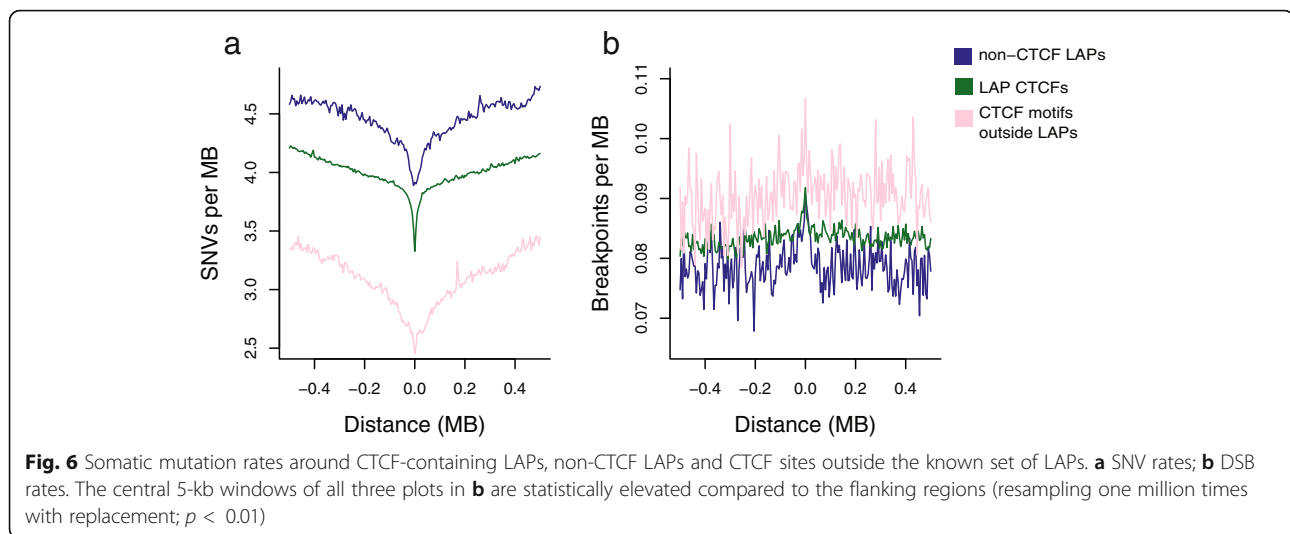 a
SNVs per MB
4.5
4.0
3.5
3.0
2.5
−0.4 −0.2 0.0 0.2 0.4
Distance (MB)
b
Breakpoints per MB
0.11
0.10
0.09
0.08
0.07
−0.4 −0.2 0.0 0.2 0.4
Distance (MB)
non−CTCF LAPs
LAP CTCFs
CTCF motifs
outside LAPs
Fig. 6 Somatic mutation rates around CTCF-containing LAPs, non-CTCF LAPs and CTCF sites outside the known set of LAPs. a SNV rates; b DSB
rates. The central 5-kb windows of all three plots in b are statistically elevated compared to the flanking regions (resampling one million times
with replacement; p < 0.01)